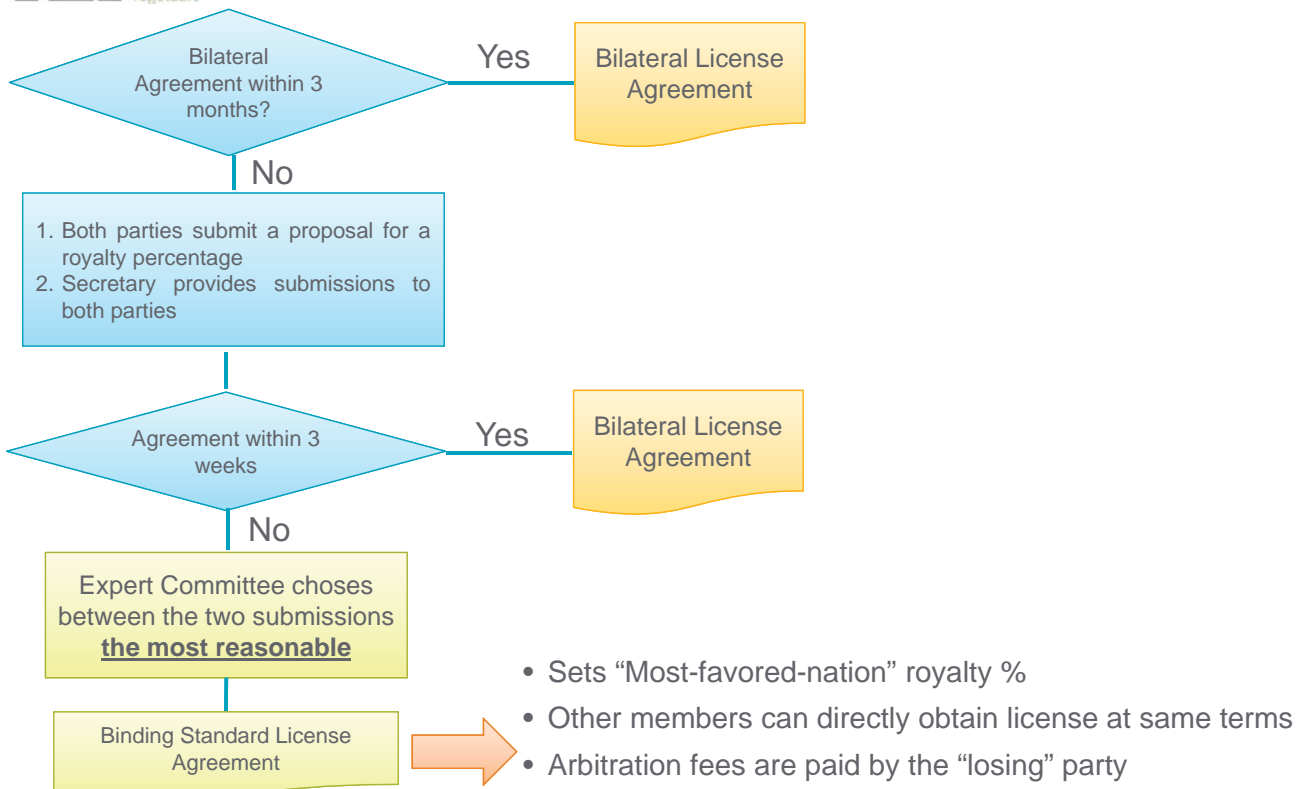 Bilateral
Agreement within 3
months?
Yes
Bilateral License
Agreement
No
1. Both parties submit a proposal for a
royalty percentage
2. Secretary provides submissions to
both parties
Agreement within 3
weeks
Yes
Bilateral License
Agreement
No
Expert Committee choses
between the two submissions
the most reasonable
Binding Standard License
Agreement
• Sets “Most-favored-nation” royalty %
• Other members can directly obtain license at same terms
• Arbitration fees are paid by the “losing” party